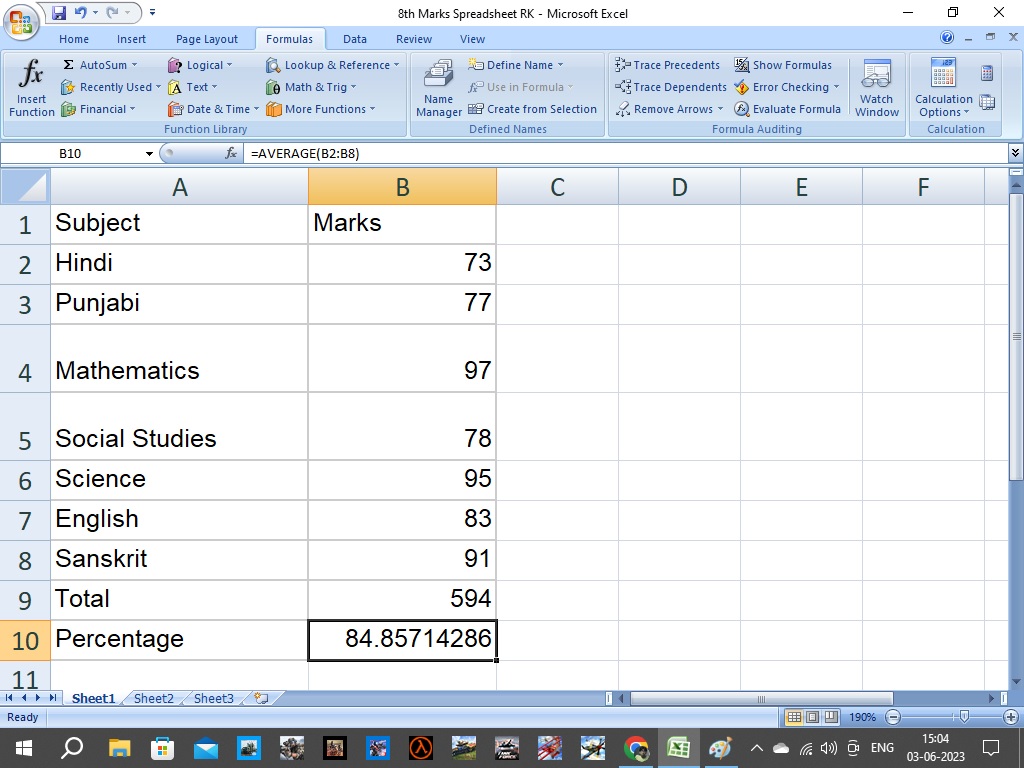 8th Marks Spreadsheet RK - Microsoft Excel
Home Insert Page Layout Formulas Data Review View
Σ AutoSum Logical Lookup & Reference Define Name Trace Precedents Show Formulas
Recently Used Text Math & Trig Use in Formula Trace Dependents Error Checking
Insert Function Financial Date & Time More Functions Name Manager Create from Selection Remove Arrows Evaluate Formula Watch Window Calculation Options
Function Library Defined Names Formula Auditing Calculation
B10 fx =AVERAGE(B2:B8)
A B C D E F
1 Subject Marks
2 Hindi 73
3 Punjabi 77
4 Mathematics 97
5 Social Studies 78
6 Science 95
7 English 83
8 Sanskrit 91
9 Total 594
10 Percentage 84.85714286
11
Sheet1 Sheet2 Sheet3
Ready 190%
ENG 15:04
03-06-2023